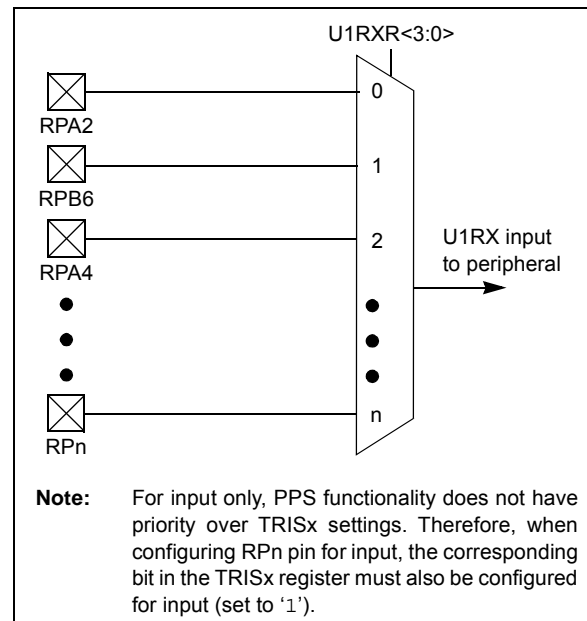 U1RXR<3:0>
RPA2
0
RPB6
1
RPA4
2
U1RX input
to peripheral
RPn
n
Note: For input only, PPS functionality does not have
priority over TRISx settings. Therefore, when
configuring RPn pin for input, the corresponding
bit in the TRISx register must also be configured
for input (set to ‘1’).